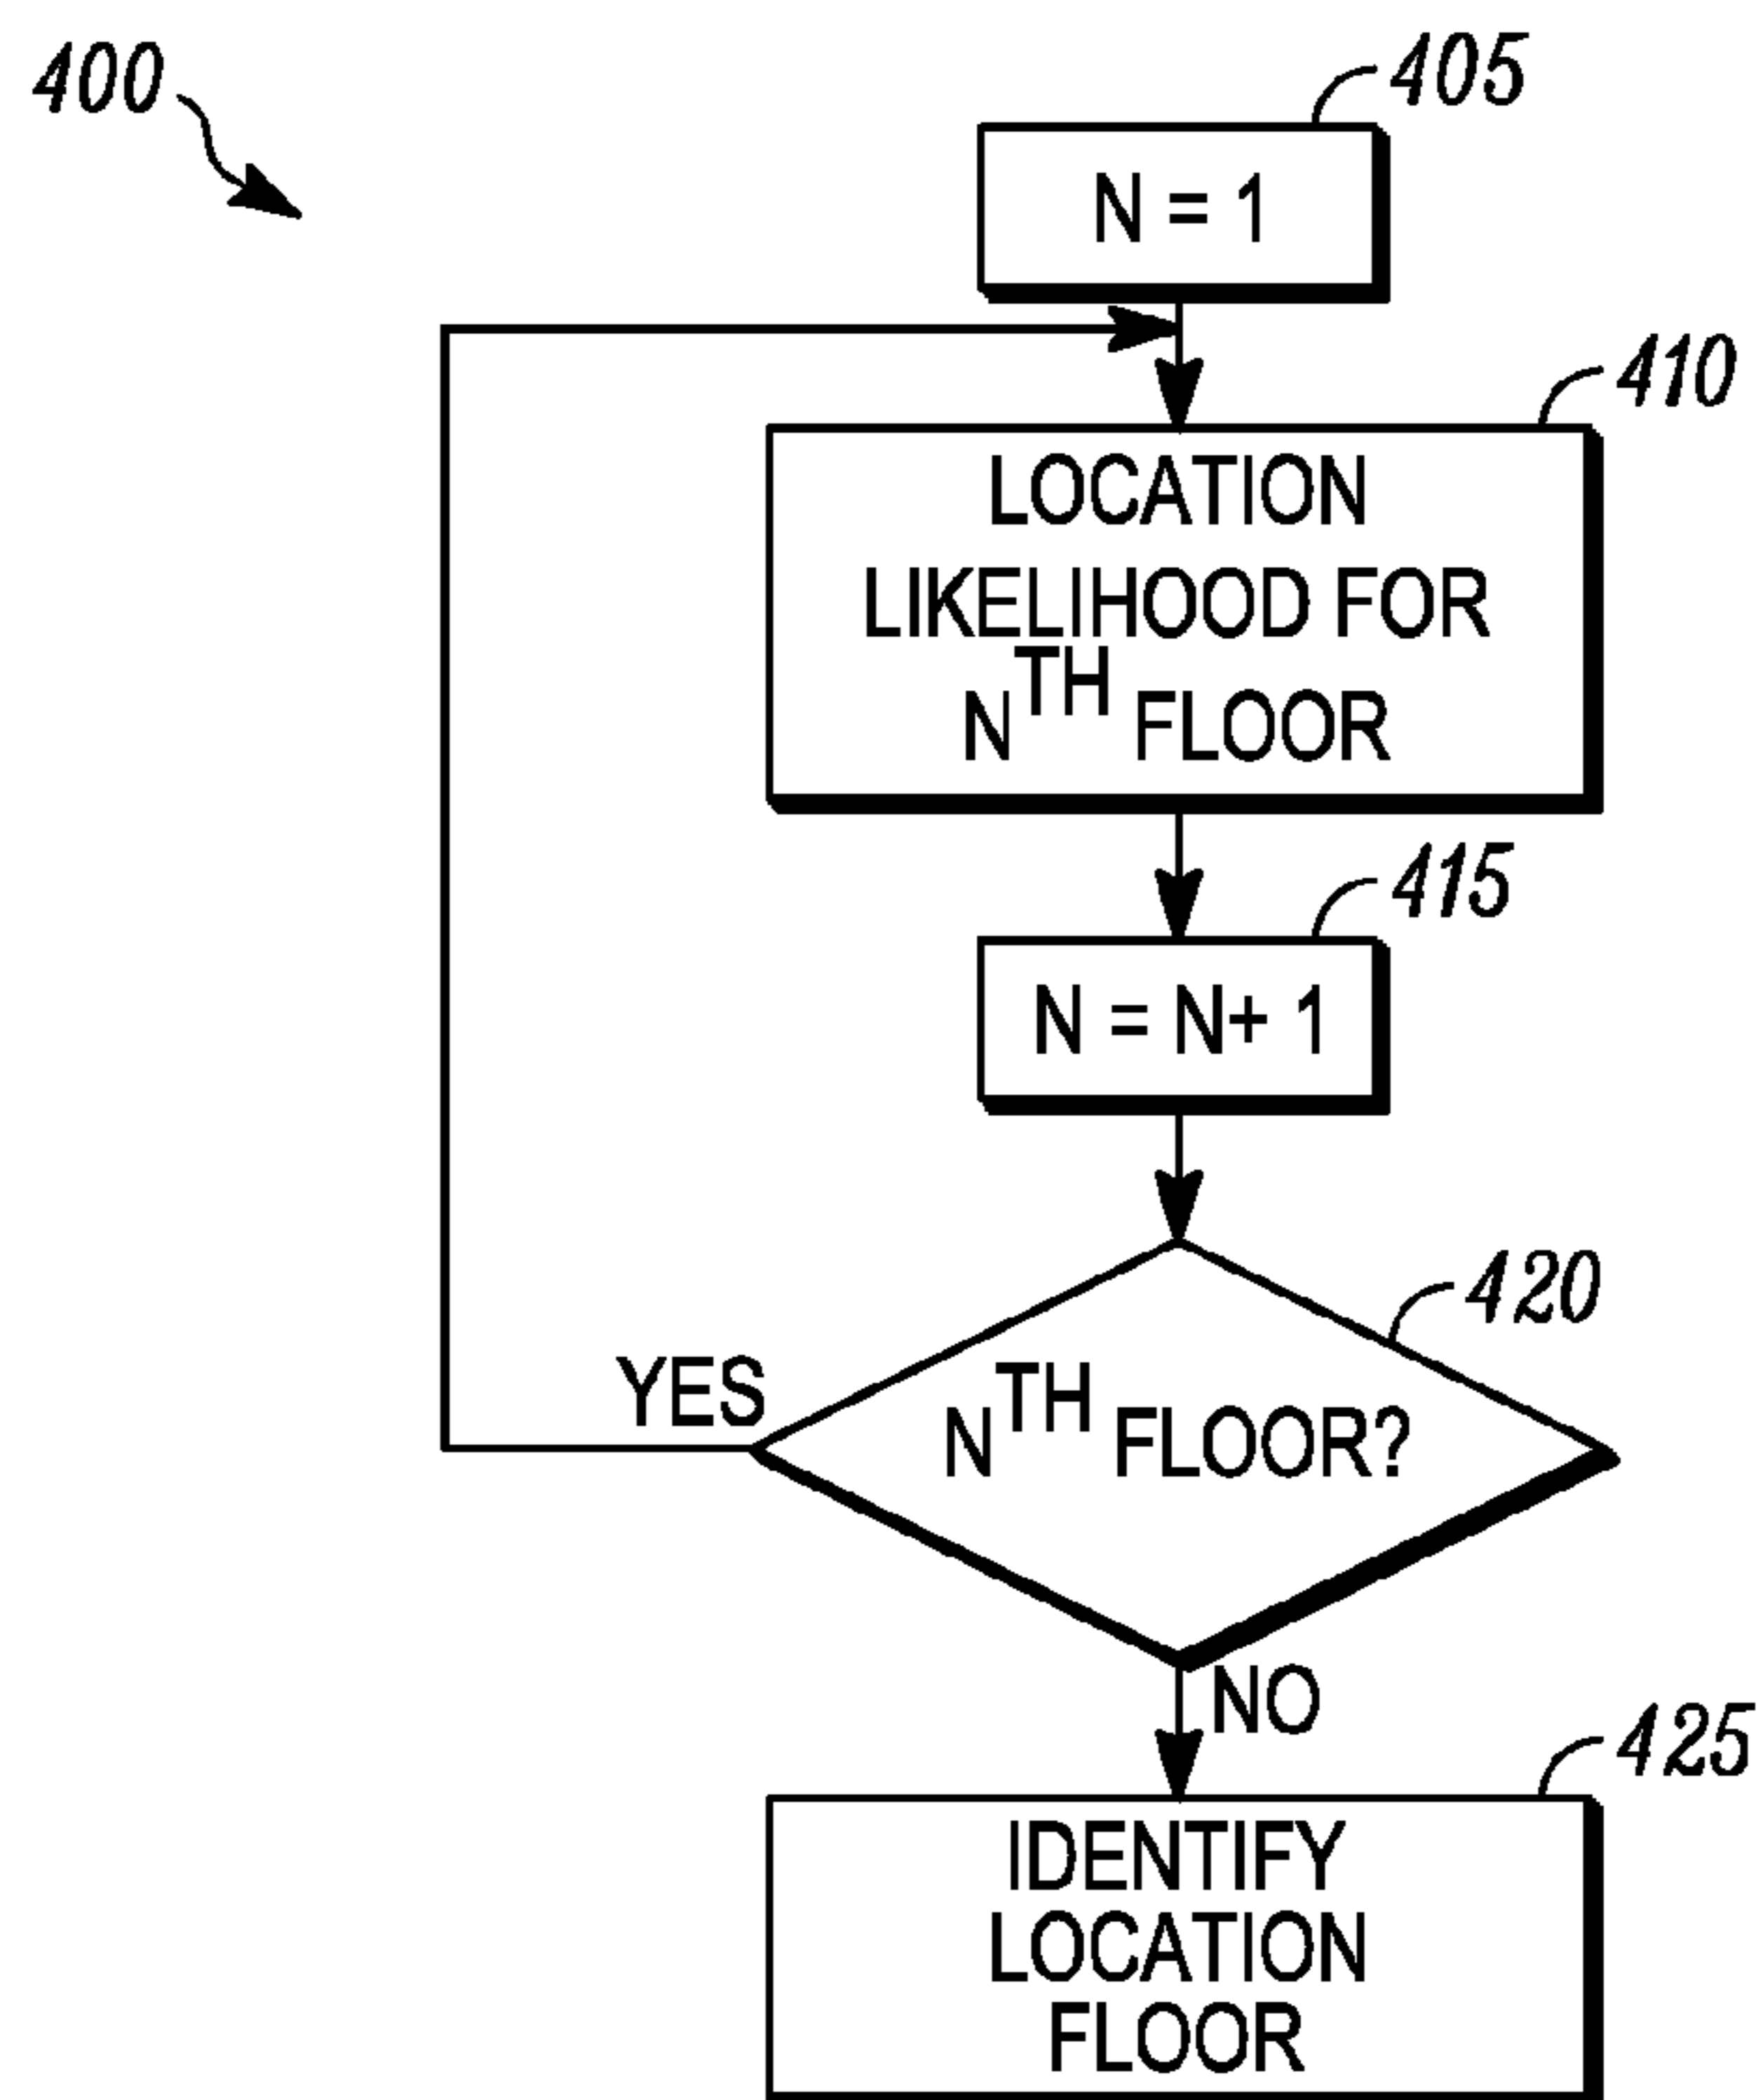 400
405
N = 1
410
LOCATION
LIKELIHOOD FOR
NTH FLOOR
415
N = N+ 1
420
YES
NTH FLOOR?
NO
425
IDENTIFY
LOCATION
FLOOR